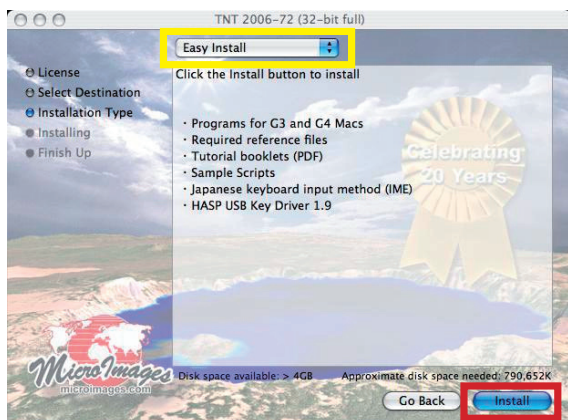 TNT 2006-72 (32-bit full)
Easy Install
License
Select Destination
Installation Type
Installing
Finish Up
Click the Install button to install
· Programs for G3 and G4 Macs
· Required reference files
· Tutorial booklets (PDF)
· Sample Scripts
· Japanese keyboard input method (IME)
· HASP USB Key Driver 1.9
Celebrating
20 Years
MicroImages
microimages.com
Disk space available: > 4GB Approximate disk space needed: 790,652K
Go Back Install